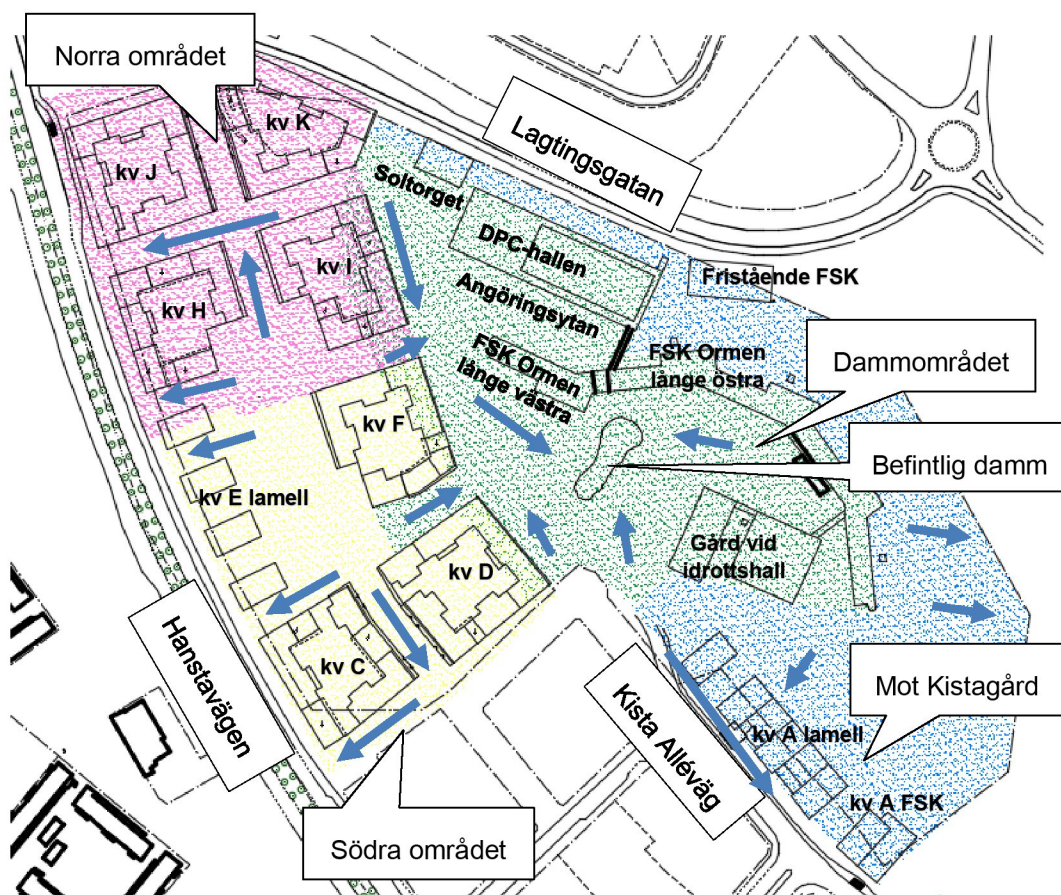 Norra området
Lagtingsgatan
kv K
kv J
Soltorget
DPC-hallen
kv I
Fristående FSK
kv H
Angöringsytan
FSK Ormen
långe västra
FSK Ormen
långe östra
Dammområdet
kv F
Befintlig damm
kv E lamell
Gård vid
idrottshall
kv D
Hanstavägen
kv C
Mot Kistagård
Kista Alléväg
kv A lamell
kv A FSK
Södra området